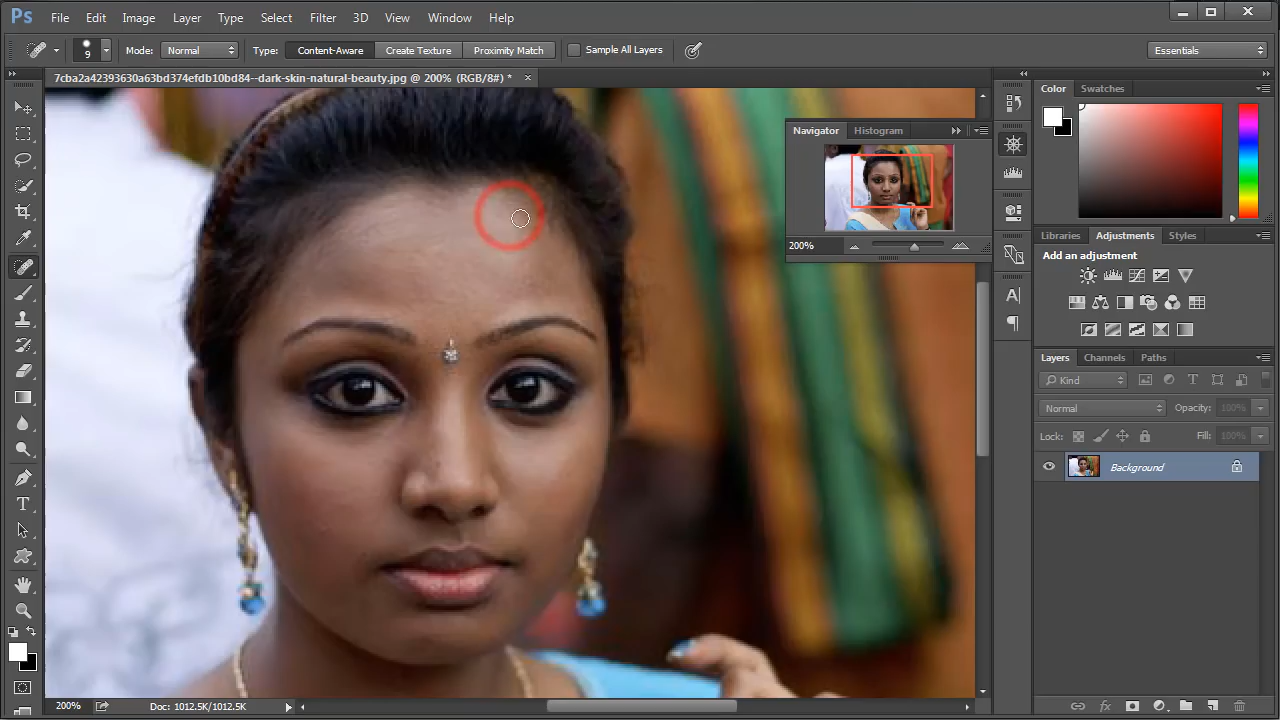 Ps File Edit Image Layer Type Select Filter 3D View Window Help
9 Mode: Normal Type: Content-Aware Create Texture Proximity Match Sample All Layers Essentials
7cba2a42393630a63bd374efdb10bd84--dark-skin-natural-beauty.jpg @ 200% (RGB/8#) *
Color Swatches
Navigator Histogram
200%
Libraries Adjustments Styles
Add an adjustment
Layers Channels Paths
Kind
Normal Opacity: 100%
Lock: Fill: 100%
Background
200% Doc: 1012.5K/1012.5K